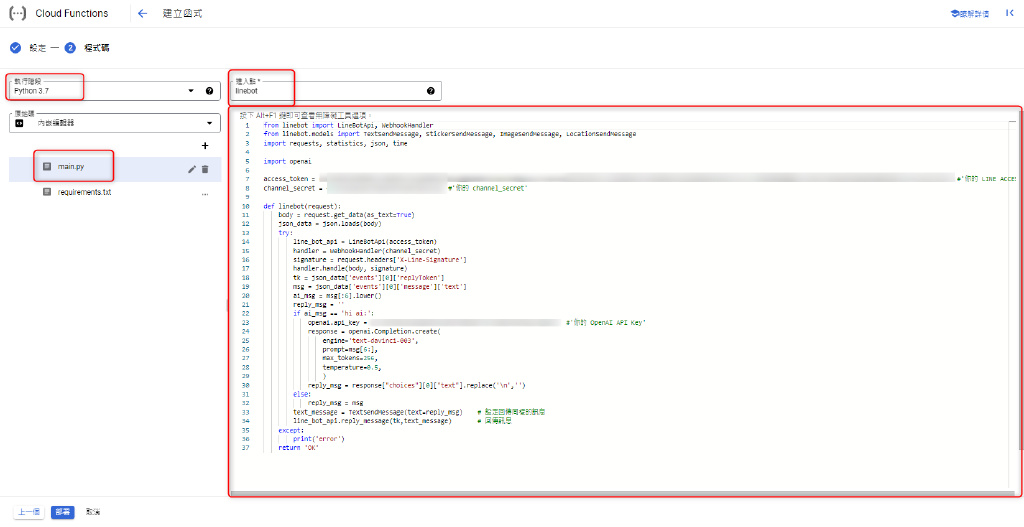 (···) Cloud Functions
← 建立函式
瞭解詳情
設定
2 程式碼
執行階段
Python 3.7
進入點 *
linebot
原始碼
內嵌編輯器
+
main.py
requirements.txt
...
按下 Alt+F1 鍵即可查看無障礙工具選項。
1 from linebot import LineBotApi, WebhookHandler
2 from linebot.models import TextSendMessage, StickerSendMessage, ImageSendMessage, LocationSendMessage
3 import requests, statistics, json, time
4
5 import openai
6
7 access_token = #'你的 LINE ACCES
8 channel_secret = #'你的 channel_secret'
9
10 def linebot(request):
11 body = request.get_data(as_text=True)
12 json_data = json.loads(body)
13 try:
14 line_bot_api = LineBotApi(access_token)
15 handler = WebhookHandler(channel_secret)
16 signature = request.headers['X-Line-Signature']
17 handler.handle(body, signature)
18 tk = json_data['events'][0]['replyToken']
19 msg = json_data['events'][0]['message']['text']
20 ai_msg = msg[:6].lower()
21 reply_msg = ''
22 if ai_msg == 'hi ai:':
23 openai.api_key = #'你的 OpenAI API Key'
24 response = openai.Completion.create(
25 engine='text-davinci-003',
26 prompt=msg[6:],
27 max_tokens=256,
28 temperature=0.5,
29 )
30 reply_msg = response["choices"][0]["text"].replace('\n','')
31 else:
32 reply_msg = msg
33 text_message = TextSendMessage(text=reply_msg) # 設定回傳同樣的訊息
34 line_bot_api.reply_message(tk,text_message) # 回傳訊息
35 except:
36 print('error')
37 return 'OK'
上一個
部署
取消